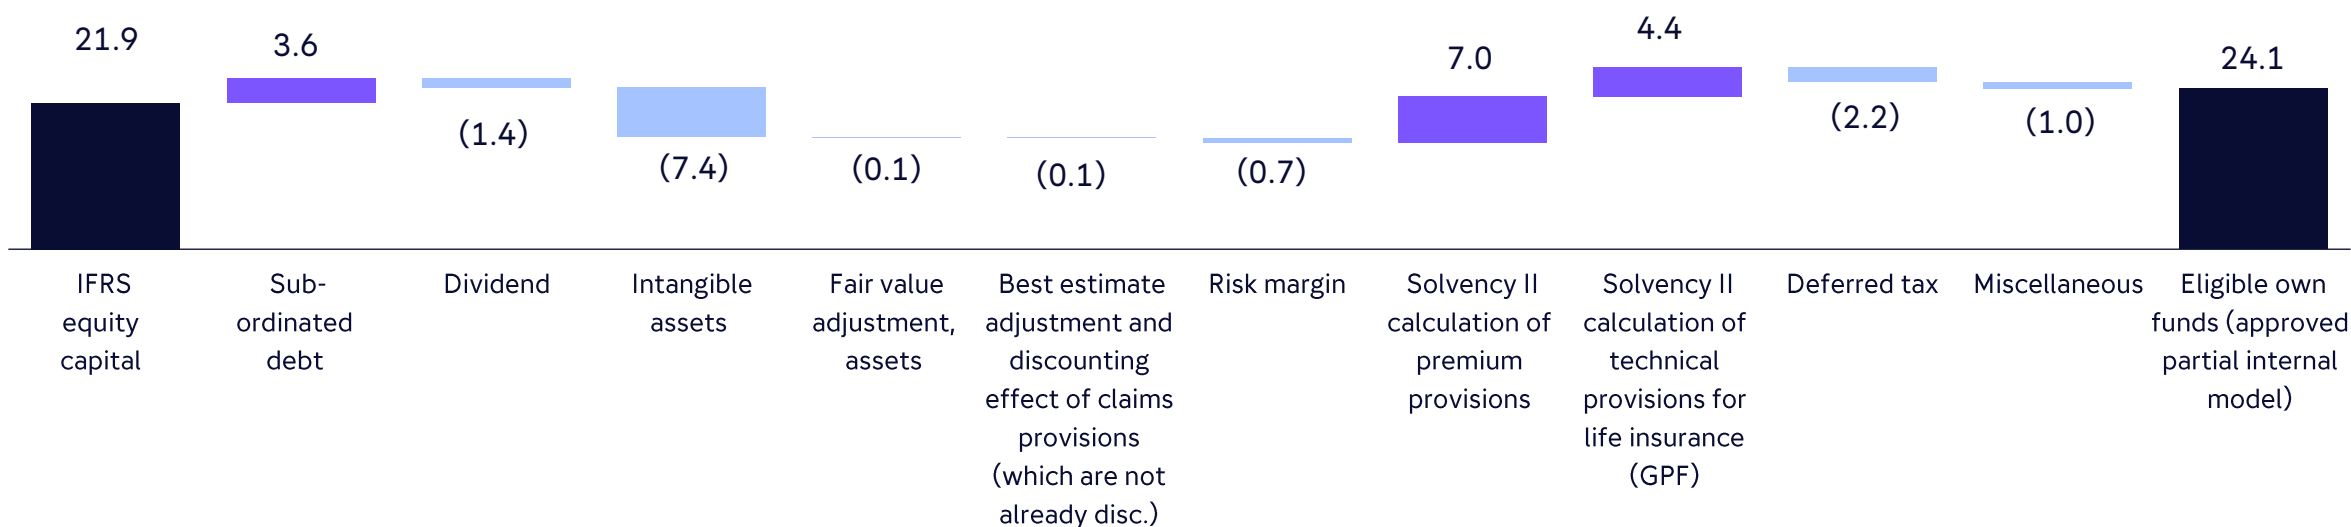 21.9
3.6
(1.4)
(7.4)
(0.1)
(0.1)
(0.7)
7.0
4.4
(2.2)
(1.0)
24.1
IFRS
equity
capital
Sub-
ordinated
debt
Dividend
Intangible
assets
Fair value
adjustment,
assets
Best estimate
adjustment and
discounting
effect of claims
provisions
(which are not
already disc.)
Risk margin
Solvency II
calculation of
premium
provisions
Solvency II
calculation of
technical
provisions for
life insurance
(GPF)
Deferred tax
Miscellaneous
Eligible own
funds (approved
partial internal
model)